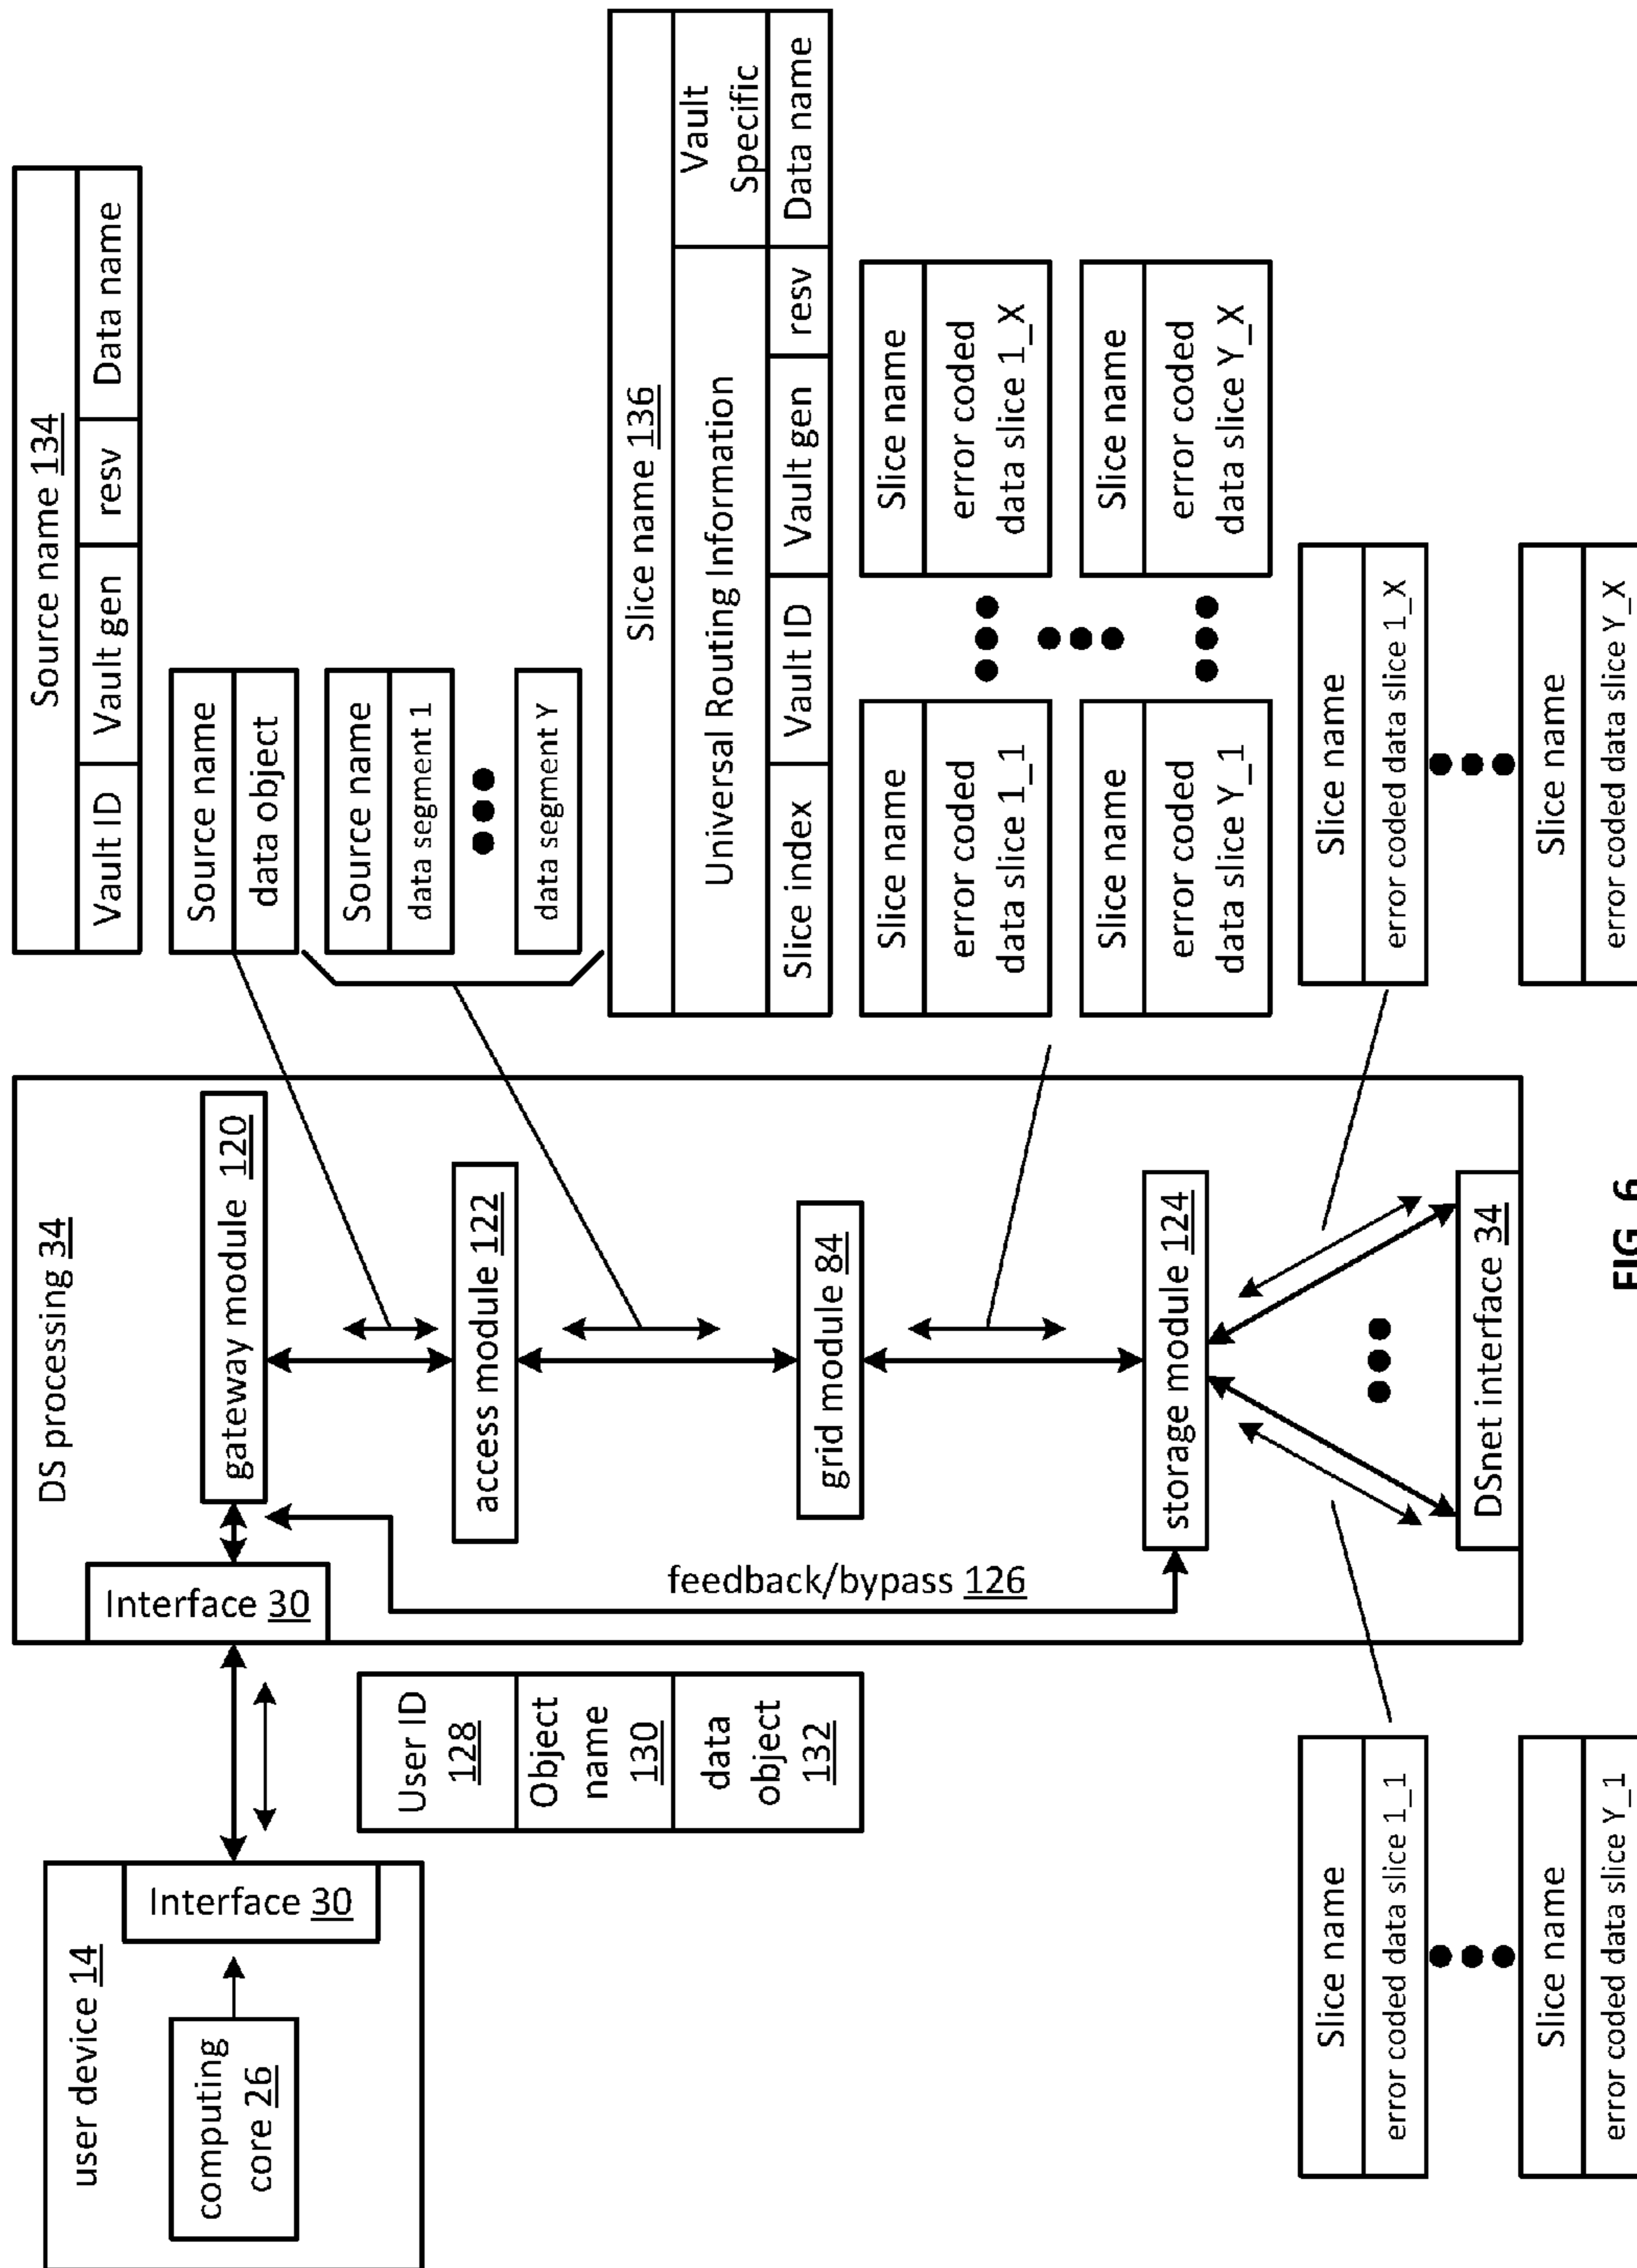 user device 14
computing
core 26
Interface 30
User ID
128
Object
name
130
data
object
132
DS processing 34
Interface 30
gateway module 120
access module 122
grid module 84
storage module 124
DSnet interface 34
feedback/bypass 126
Source name 134
Vault ID
Vault gen
resv
Data name
Source name
data object
Source name
data segment 1
data segment Y
Slice name 136
Universal Routing Information
Vault
Specific
Slice index
Vault ID
Vault gen
resv
Data name
Slice name
error coded
data slice 1_1
Slice name
error coded
data slice 1_X
Slice name
error coded
data slice Y_1
Slice name
error coded
data slice Y_X
Slice name
error coded data slice 1_1
Slice name
error coded data slice Y_1
Slice name
error coded data slice 1_X
Slice name
error coded data slice Y_X
FIG. 6